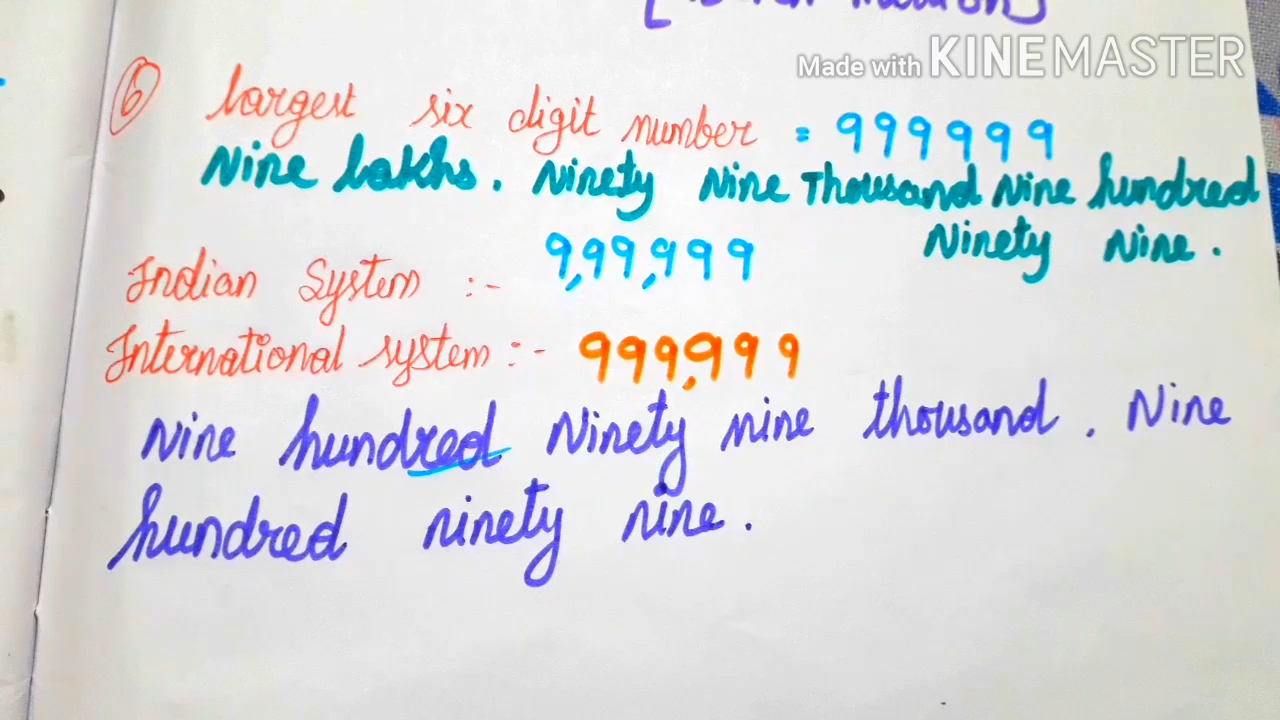 Made with KINEMASTER
6 Largest six digit number = 999999
Nine Lakhs. Ninety Nine Thousand Nine hundred
Ninety Nine.
Indian System :- 9,99,999
International system :- 999,999
Nine hundred Ninety nine thousand. Nine
hundred ninety nine.